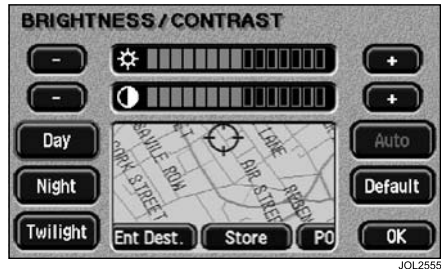 BRIGHTNESS/CONTRAST
- +
- +
Day Auto
Night Default
Twilight OK
SAVILE ROW
CORK STREET
LANE
AIR STREET
REGEN
Ent Dest. Store PO
JOL2555